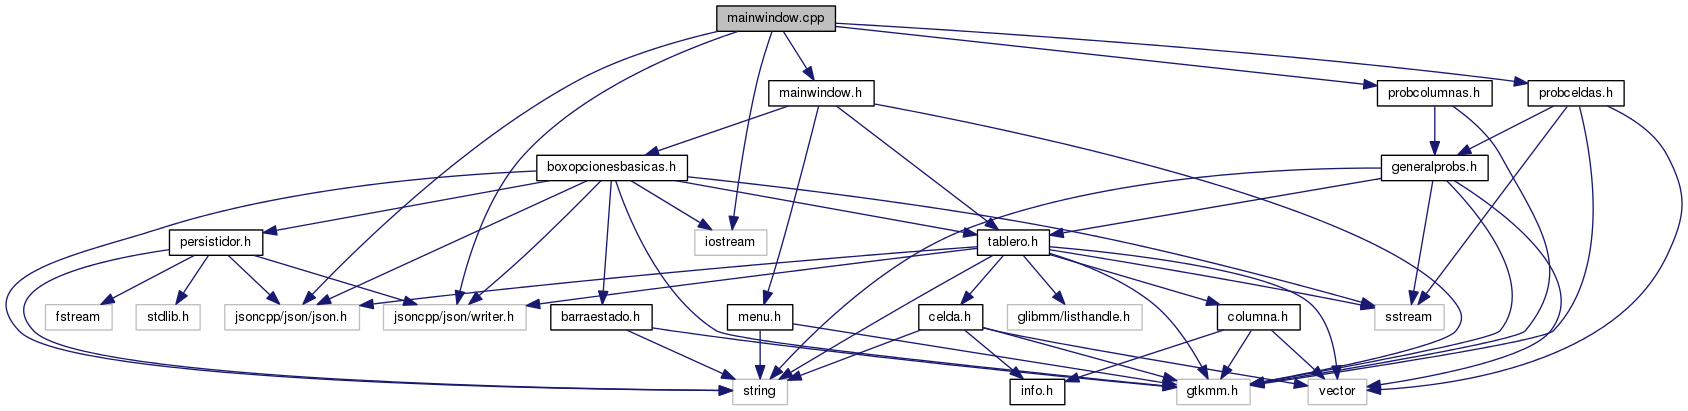 mainwindow.cpp
mainwindow.h
probcolumnas.h
probceldas.h
boxopcionesbasicas.h
generalprobs.h
persistidor.h
iostream
tablero.h
fstream
stdlib.h
jsoncpp/json/json.h
jsoncpp/json/writer.h
barraestado.h
menu.h
celda.h
glibmm/listhandle.h
columna.h
sstream
string
info.h
gtkmm.h
vector